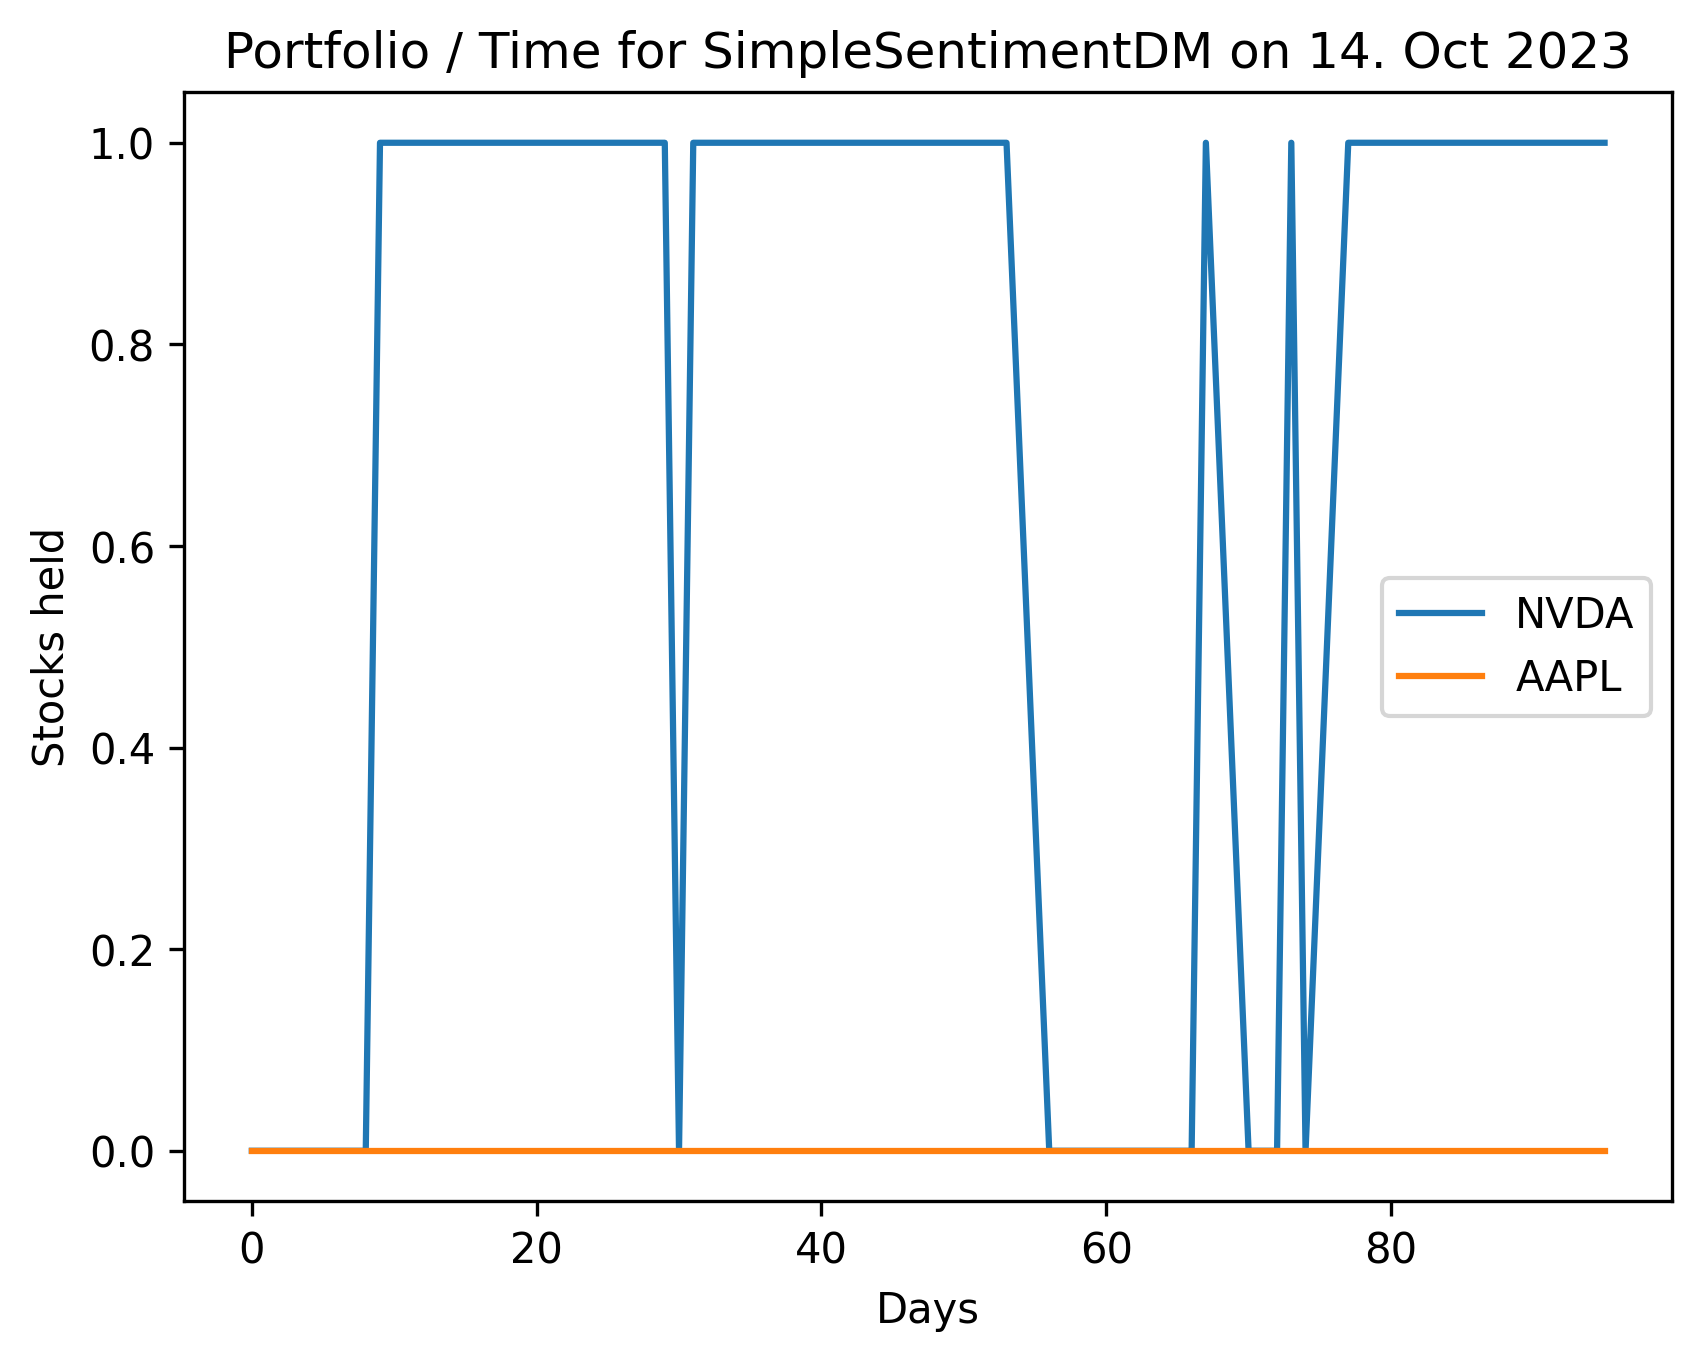 Portfolio / Time for SimpleSentimentDM on 14. Oct 2023
1.0
0.8
0.6
0.4
0.2
0.0
Stocks held
NVDA
AAPL
0 20 40 60 80
Days